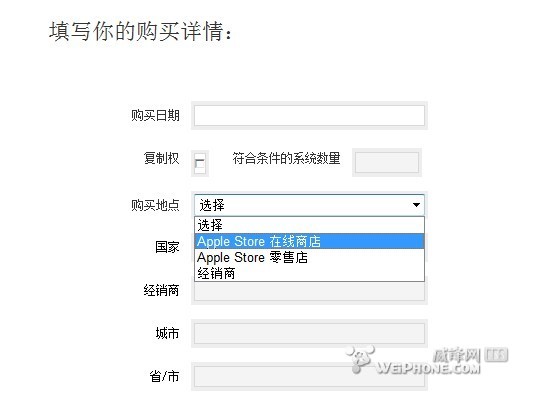 填写你的购买详情：
购买日期
复制权 符合条件的系统数量
购买地点 选择
选择
国家 Apple Store 在线商店
Apple Store 零售店
经销商
经销商
城市
省/市
威锋网
WEiPHONE.COM